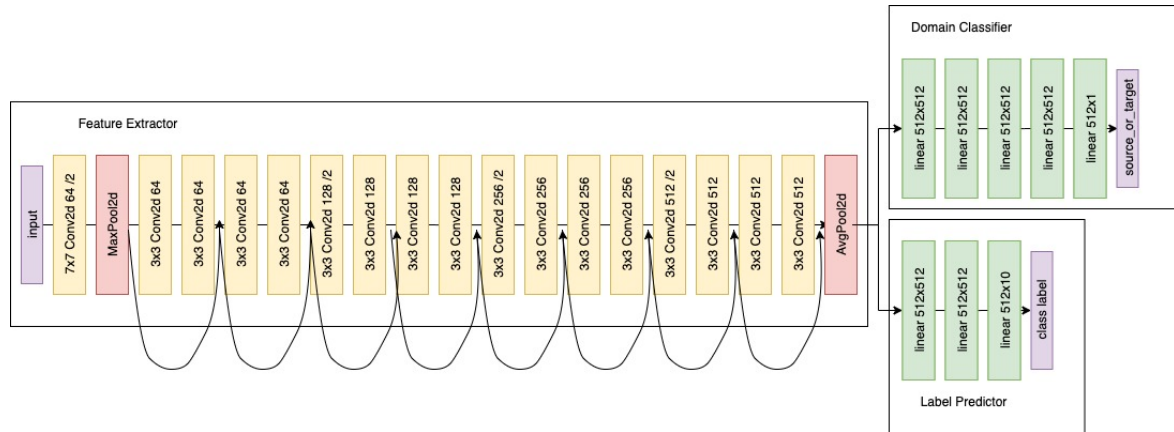 Feature Extractor
input
7x7 Conv2d 64 /2
MaxPool2d
3x3 Conv2d 64
3x3 Conv2d 64
3x3 Conv2d 64
3x3 Conv2d 64
3x3 Conv2d 128 /2
3x3 Conv2d 128
3x3 Conv2d 128
3x3 Conv2d 128
3x3 Conv2d 256 /2
3x3 Conv2d 256
3x3 Conv2d 256
3x3 Conv2d 256
3x3 Conv2d 512 /2
3x3 Conv2d 512
3x3 Conv2d 512
3x3 Conv2d 512
AvgPool2d
Domain Classifier
linear 512x512
linear 512x512
linear 512x512
linear 512x512
linear 512x1
source_or_target
linear 512x512
linear 512x512
linear 512x10
class label
Label Predictor